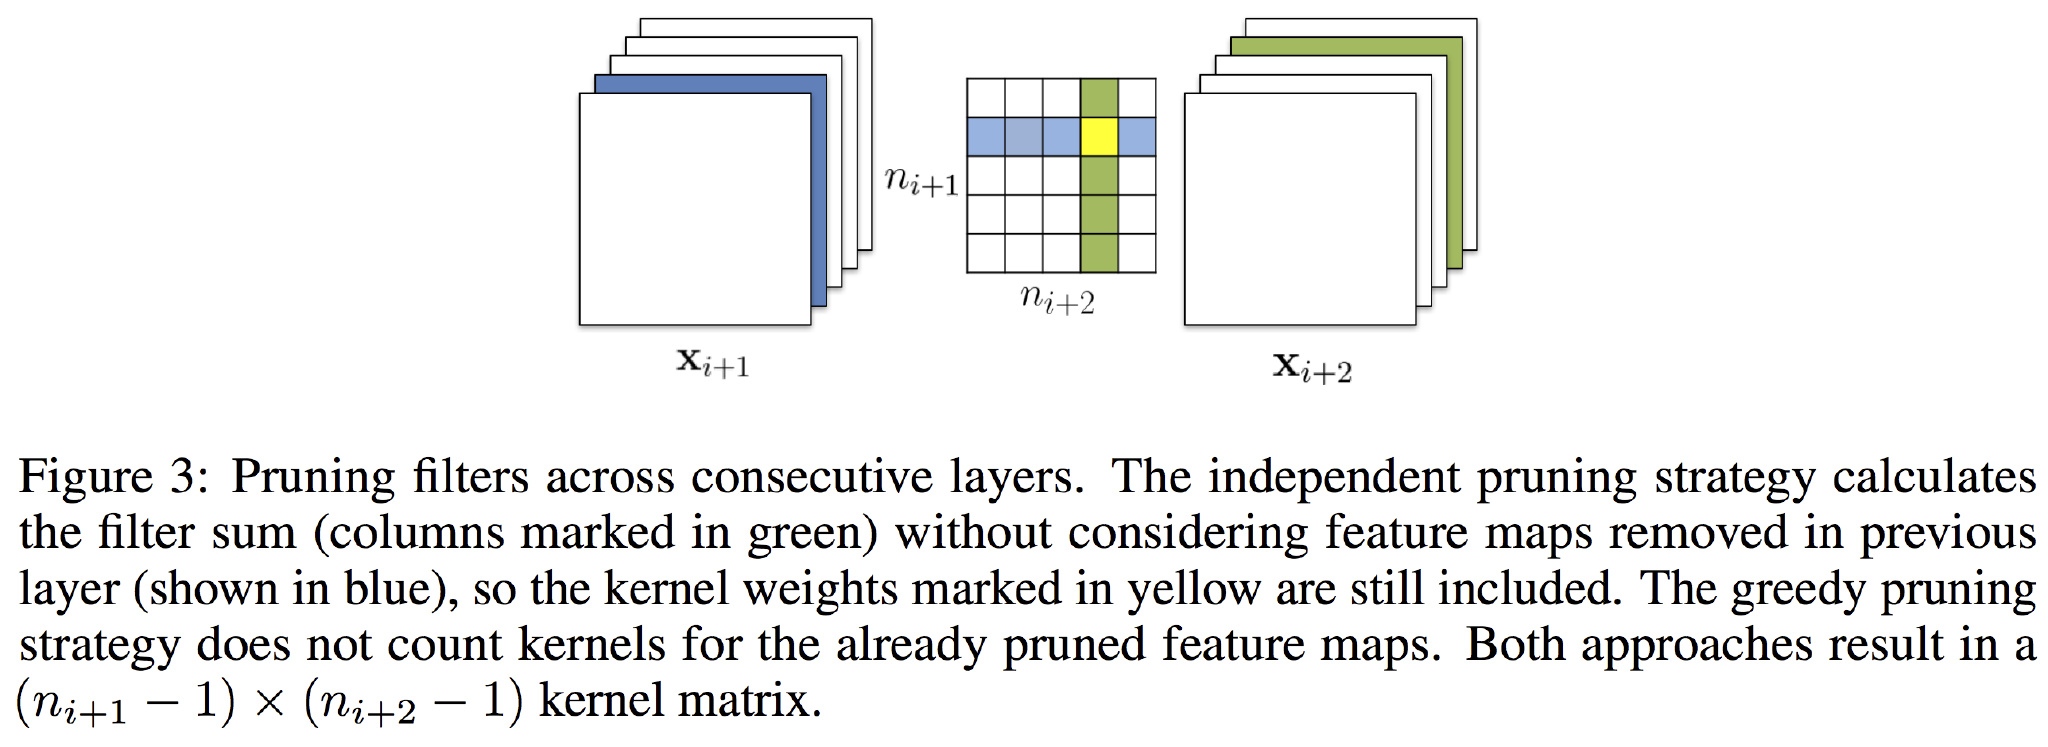 n_{i+1}
n_{i+2}
x_{i+1}
x_{i+2}
Figure 3: Pruning filters across consecutive layers. The independent pruning strategy calculates
the filter sum (columns marked in green) without considering feature maps removed in previous
layer (shown in blue), so the kernel weights marked in yellow are still included. The greedy pruning
strategy does not count kernels for the already pruned feature maps. Both approaches result in a
(n_{i+1} − 1) × (n_{i+2} − 1) kernel matrix.